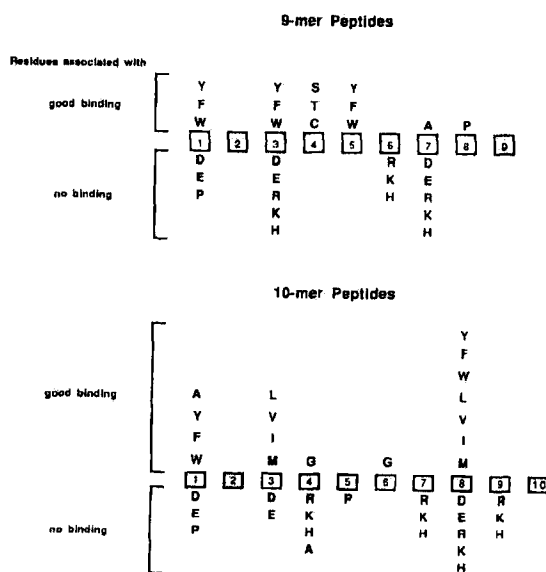 9-mer Peptides
Residues associated with
Y Y S Y
good binding F F T F
W W C W A P
1 2 3 4 5 6 7 8 9
D D R D
E E K E
no binding P R H R
K K
H H
10-mer Peptides
Y
F
W
good binding A L L
Y V V
F I I
W M G G M
1 2 3 4 5 6 7 8 9 10
D D R P R D R
E E K K E K
no binding P H H R H
A K
H